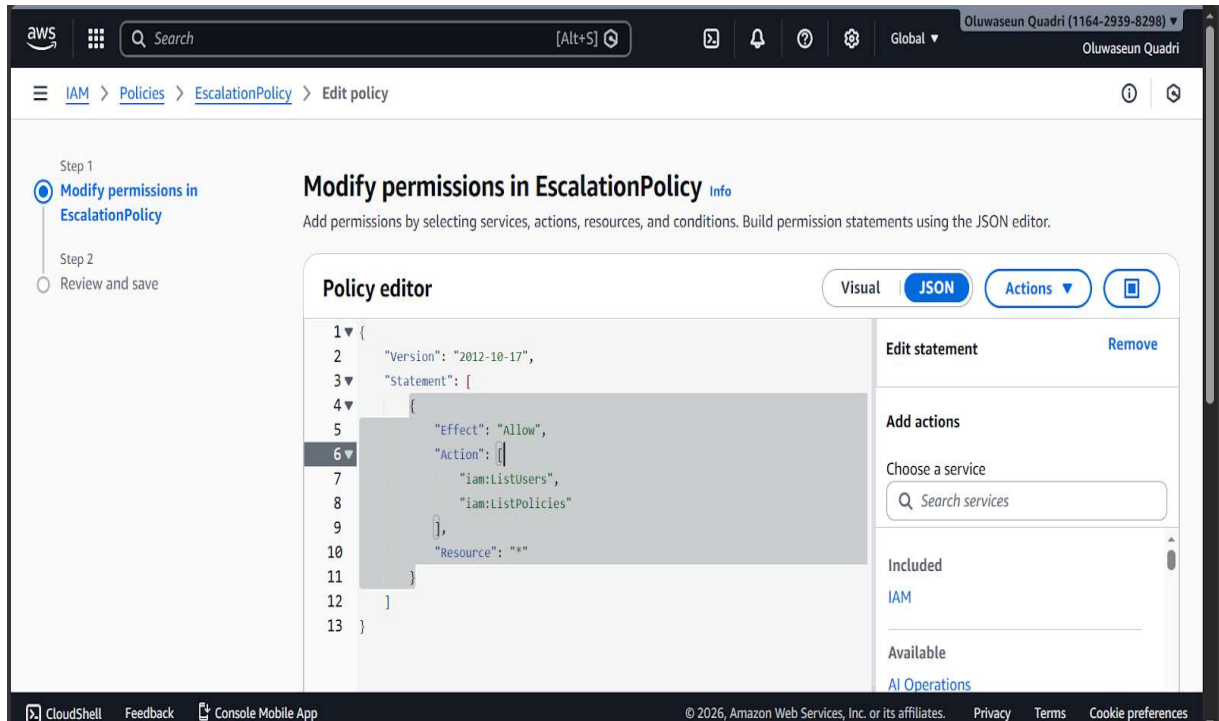 aws
Search
[Alt+S]
Global ▼
Oluwaseun Quadri (1164-2939-8298) ▼
Oluwaseun Quadri
IAM > Policies > EscalationPolicy > Edit policy
Step 1
Modify permissions in
EscalationPolicy
Step 2
Review and save
Modify permissions in EscalationPolicy Info
Add permissions by selecting services, actions, resources, and conditions. Build permission statements using the JSON editor.
Policy editor
Visual
JSON
Actions ▼
1 ▼ {
2 "Version": "2012-10-17",
3 ▼ "Statement": [
4 ▼ {
5 "Effect": "Allow",
6 ▼ "Action": [
7 "iam:ListUsers",
8 "iam:ListPolicies"
9 ],
10 "Resource": "*"
11 }
12 ]
13 }
Edit statement
Remove
Add actions
Choose a service
Search services
Included
IAM
Available
AI Operations
CloudShell Feedback Console Mobile App
© 2026, Amazon Web Services, Inc. or its affiliates. Privacy Terms Cookie preferences